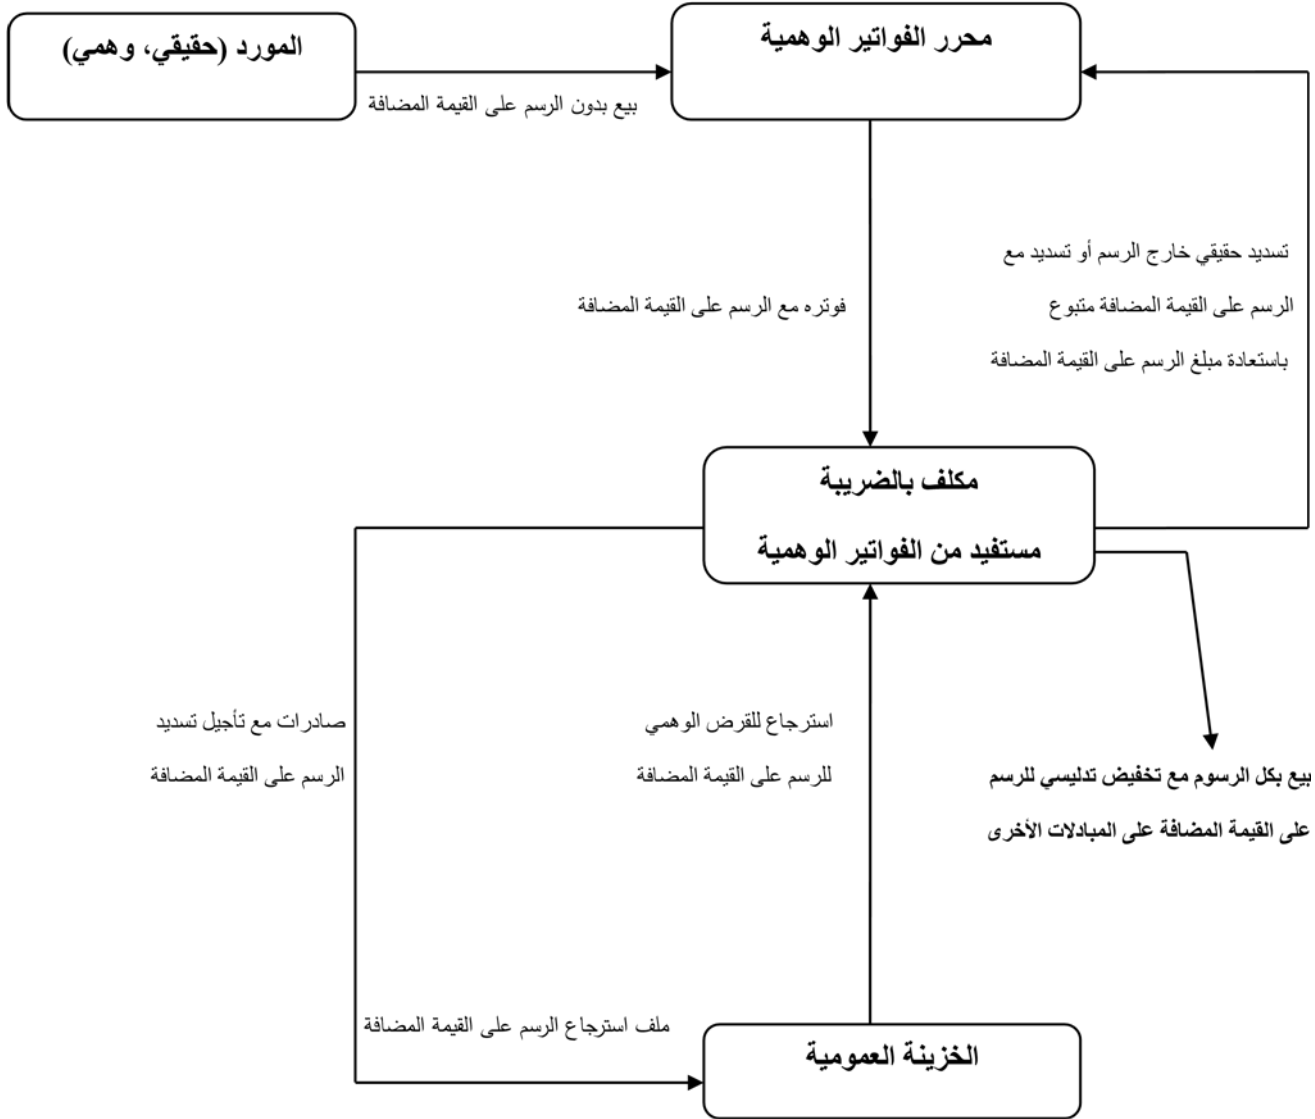 المورد (حقيقي، وهمي)
محرر الفواتير الوهمية
بيع بدون الرسم على القيمة المضافة
تسديد حقيقي خارج الرسم أو تسديد مع
الرسم على القيمة المضافة متبوع
باستعادة مبلغ الرسم على القيمة المضافة
فوتره مع الرسم على القيمة المضافة
مكلف بالضريبة
مستفيد من الفواتير الوهمية
صادرات مع تأجيل تسديد
الرسم على القيمة المضافة
استرجاع للقرض الوهمي
للرسم على القيمة المضافة
بيع بكل الرسوم مع تخفيض تدليسي للرسم
على القيمة المضافة على المبادلات الأخرى
ملف استرجاع الرسم على القيمة المضافة
الخزينة العمومية